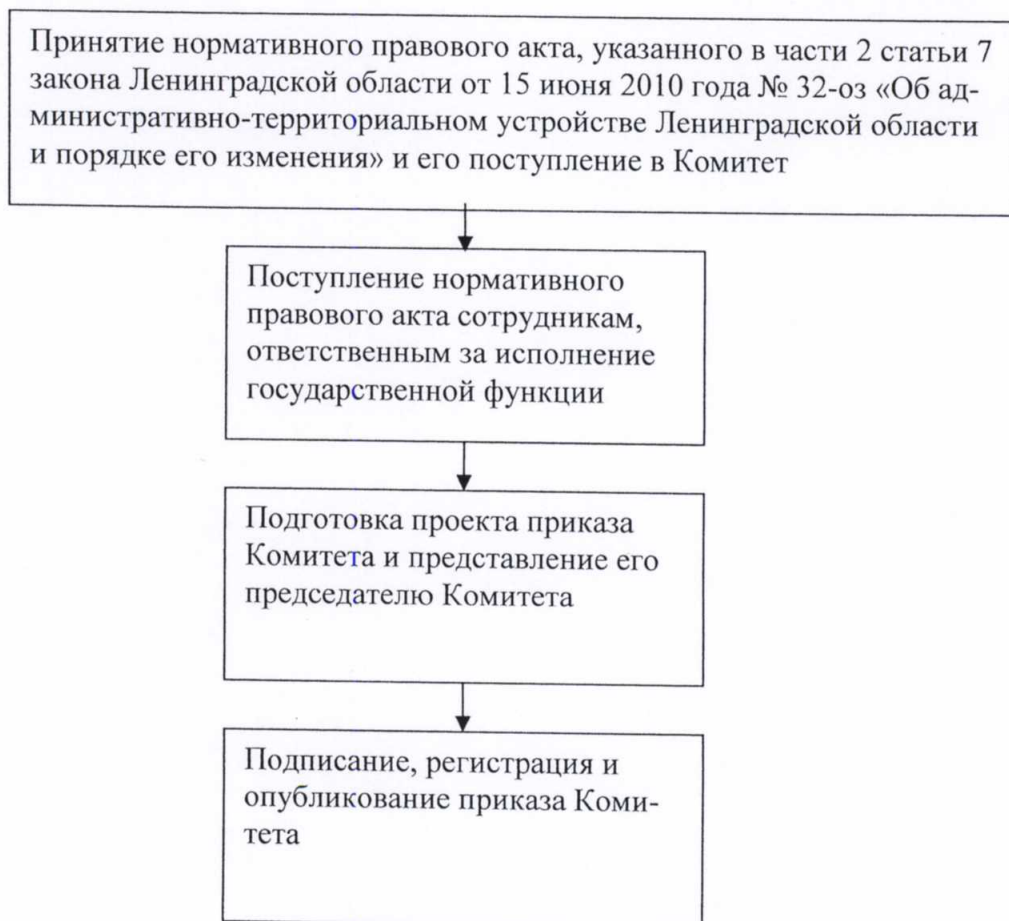 Принятие нормативного правового акта, указанного в части 2 статьи 7
закона Ленинградской области от 15 июня 2010 года № 32-оз «Об ад-
министративно-территориальном устройстве Ленинградской области
и порядке его изменения» и его поступление в Комитет
Поступление нормативного
правового акта сотрудникам,
ответственным за исполнение
государственной функции
Подготовка проекта приказа
Комитета и представление его
председателю Комитета
Подписание, регистрация и
опубликование приказа Коми-
тета